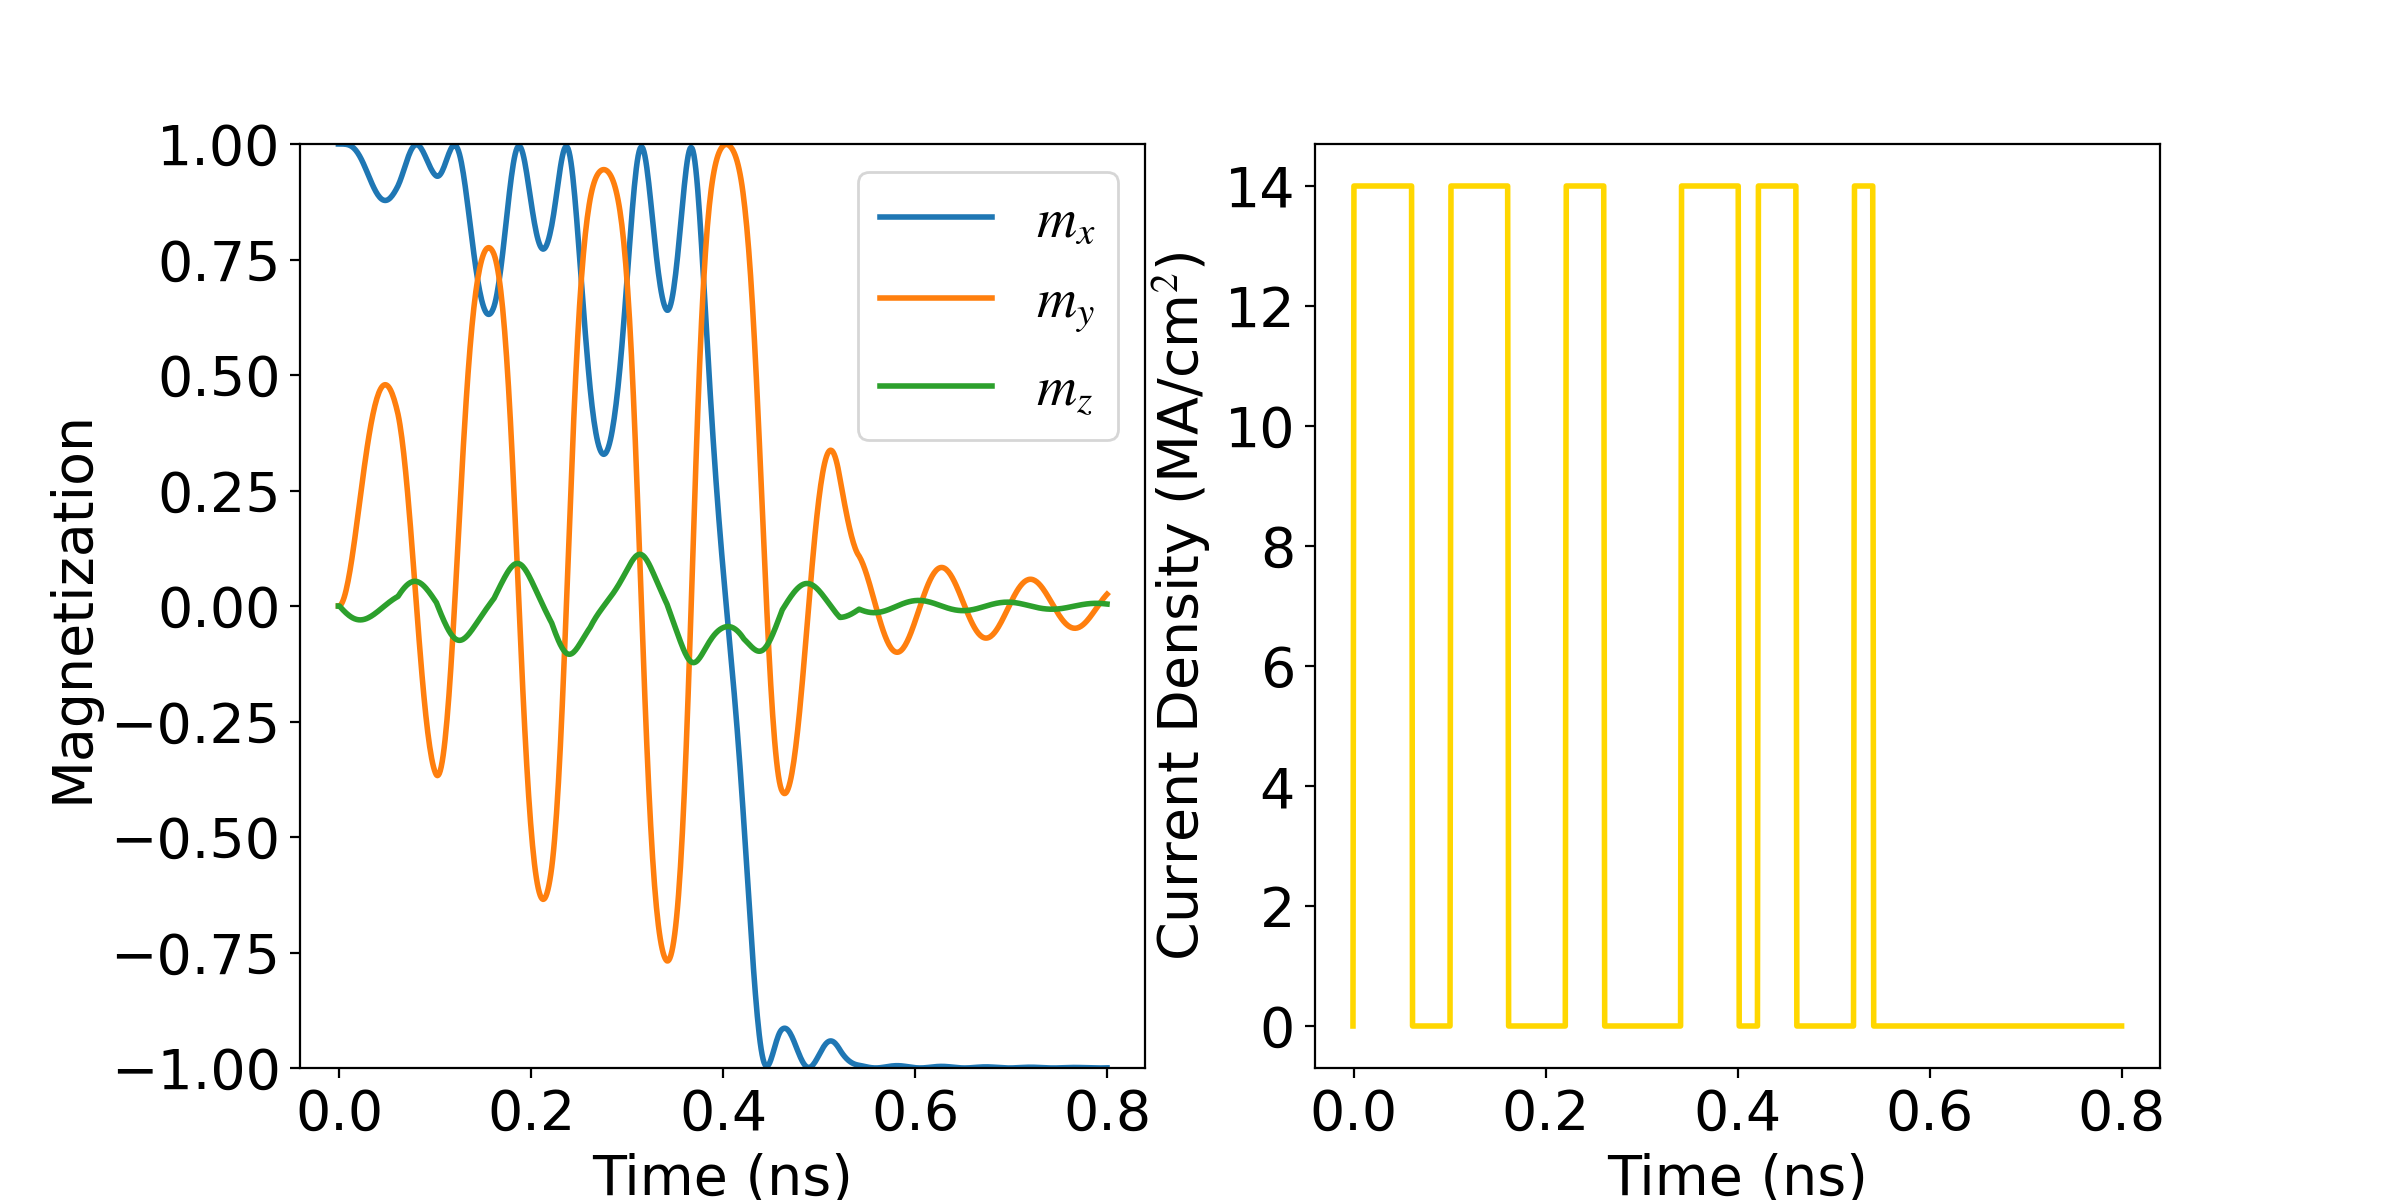 Magnetization
1.00
0.75
0.50
0.25
0.00
−0.25
−0.50
−0.75
−1.00
0.0 0.2 0.4 0.6 0.8
Time (ns)
mₓ
m_y
m_z
Current Density (MA/cm²)
14
12
10
8
6
4
2
0
0.0 0.2 0.4 0.6 0.8
Time (ns)